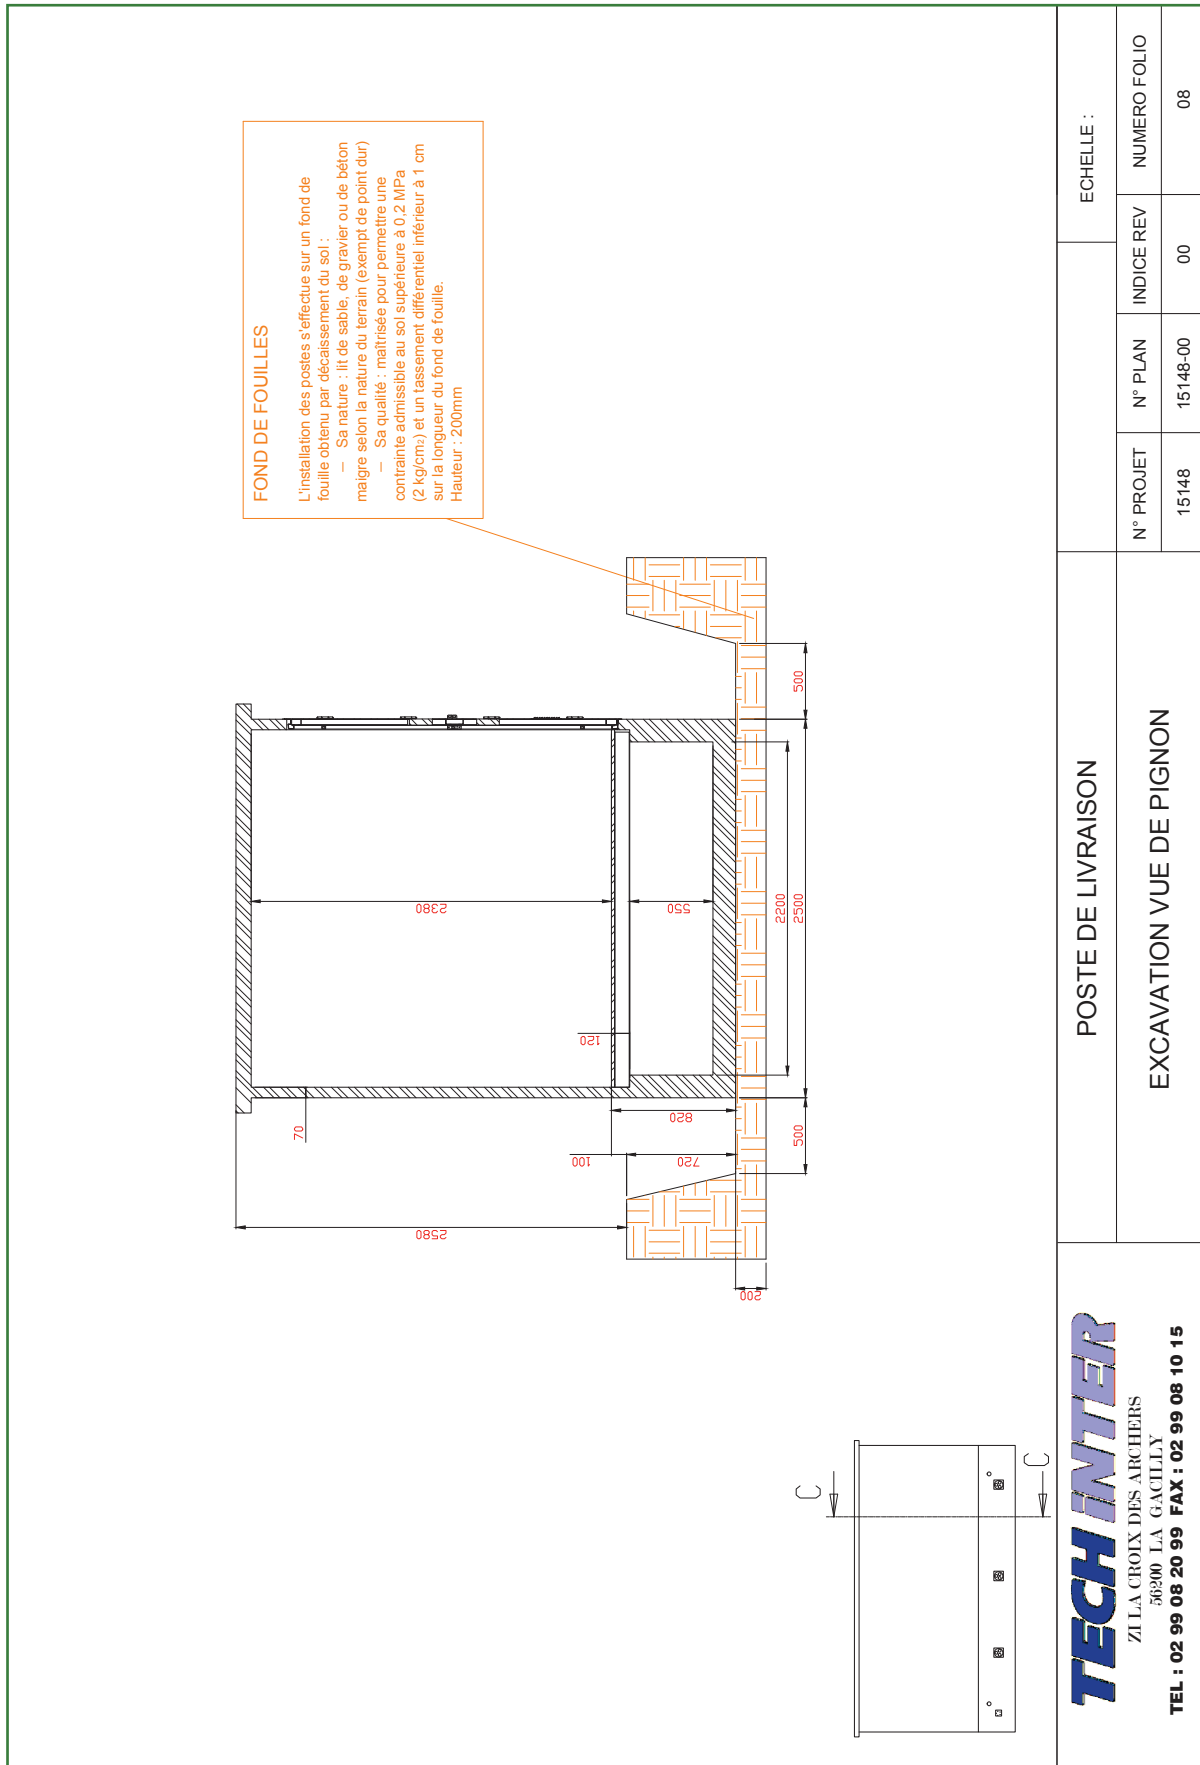 FOND DE FOUILLES
L'installation des postes s'effectue sur un fond de
fouille obtenu par décaissement du sol :
— Sa nature : lit de sable, de gravier ou de béton
maigre selon la nature du terrain (exempt de point dur)
— Sa qualité : maîtrisée pour permettre une
contrainte admissible au sol supérieure à 0,2 MPa
(2 kg/cm²) et un tassement différentiel inférieur à 1 cm
sur la longueur du fond de fouille.
Hauteur : 200mm
2580
70
2380
120
100
820
720
550
500
2200
2500
500
200
C
C
TECH iNTER
ZI LA CROIX DES ARCHERS
56200 LA GACILLY
TEL : 02 99 08 20 99 FAX : 02 99 08 10 15
POSTE DE LIVRAISON
EXCAVATION VUE DE PIGNON
ECHELLE :
N° PROJET
N° PLAN
INDICE REV
NUMERO FOLIO
15148
15148-00
00
08